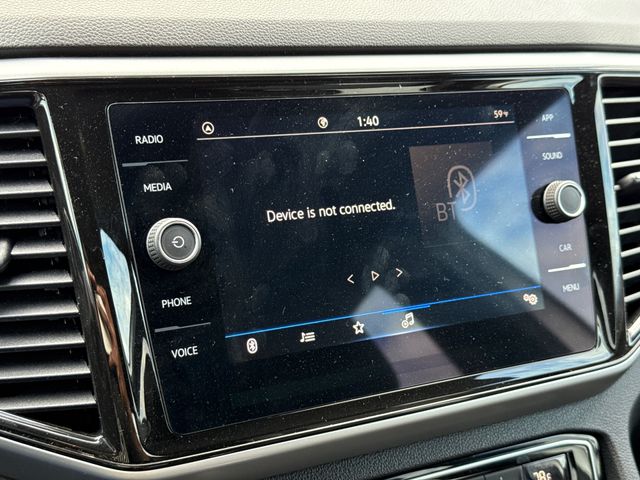 RADIO
MEDIA
PHONE
VOICE
1:40
59°F
Device is not connected.
BT
APP
SOUND
CAR
MENU